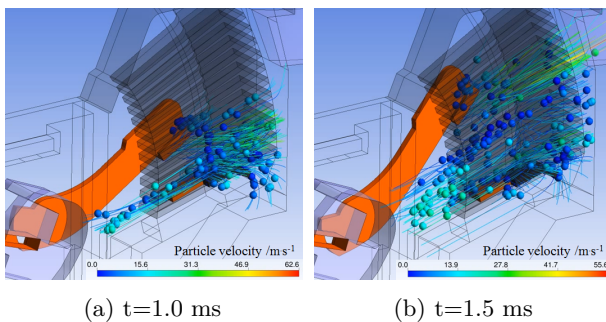 Particle velocity /m s-1
0.0 15.6 31.3 46.9 62.6
Particle velocity /m s-1
0.0 13.9 27.8 41.7 55.6
(a) t=1.0 ms
(b) t=1.5 ms